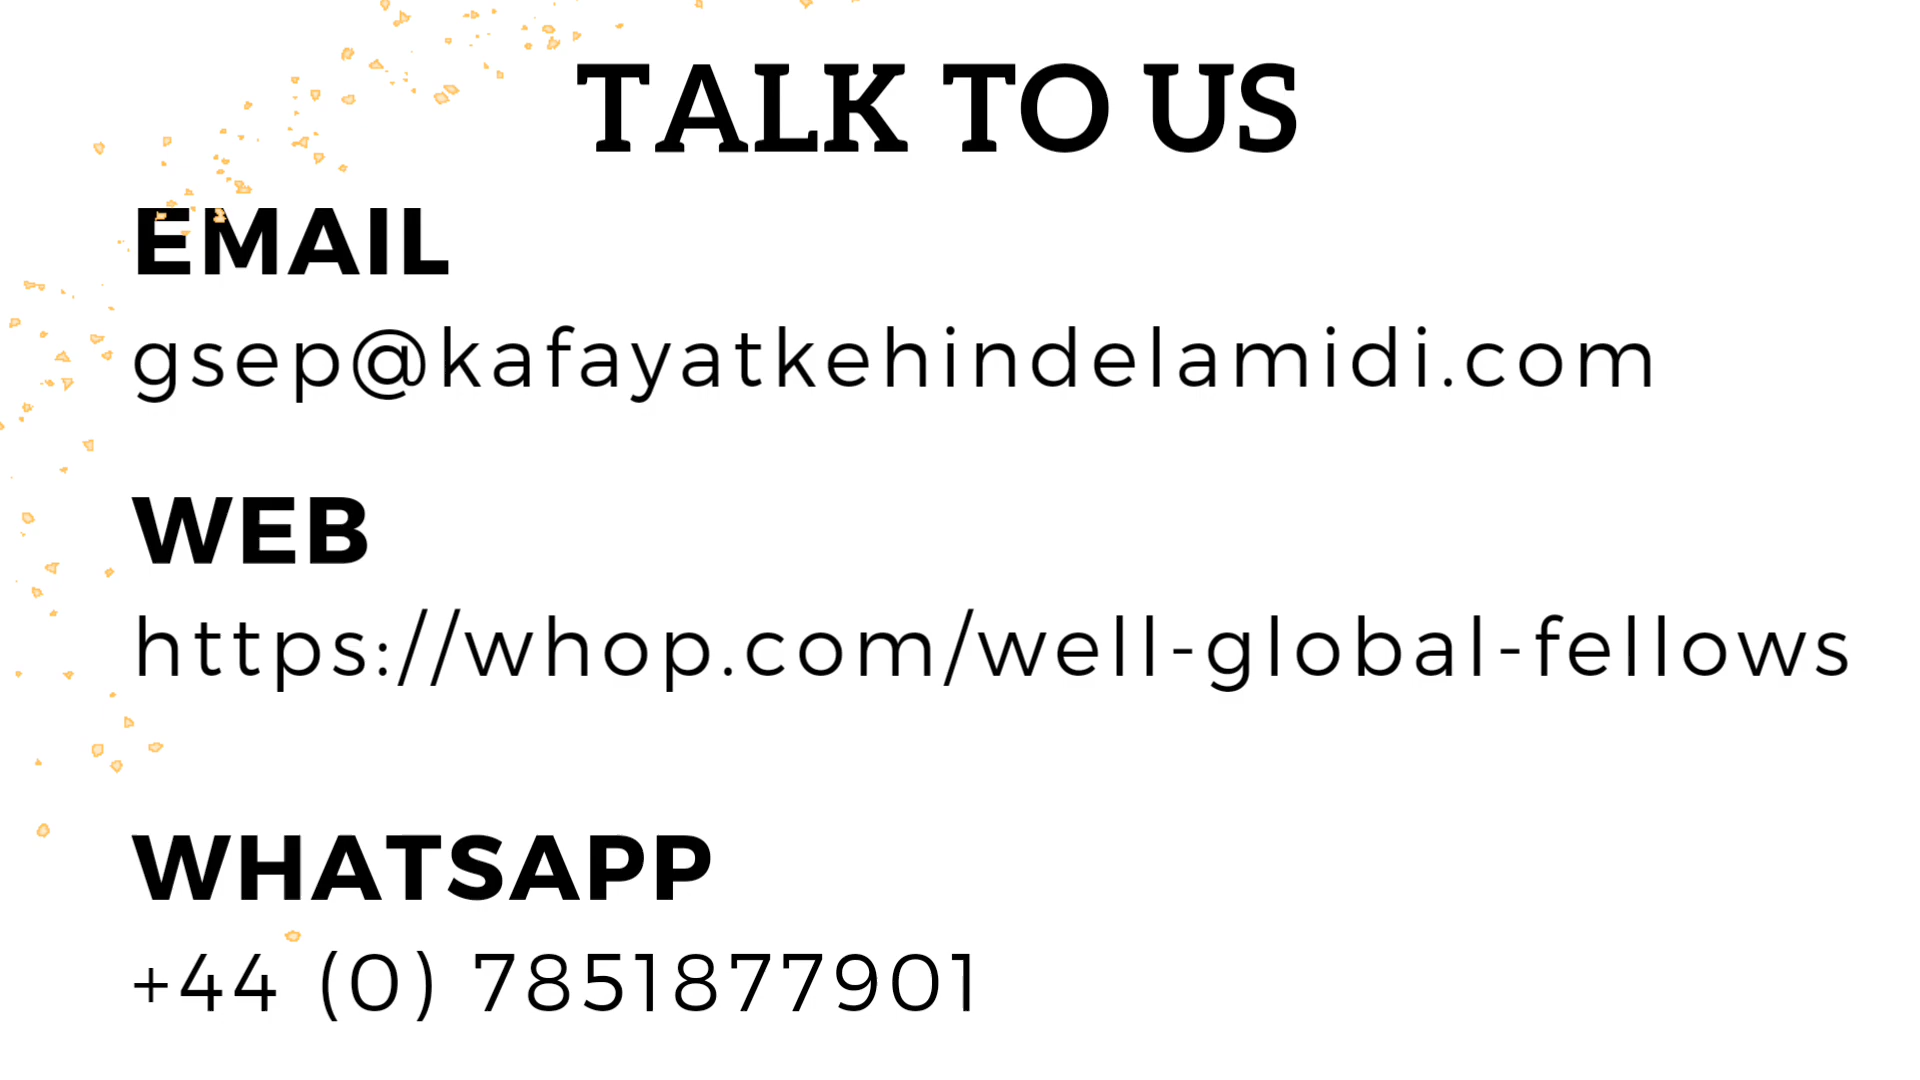 TALK TO US
EMAIL
gsep@kafayatkehindelamidi.com
WEB
https://whop.com/well-global-fellows
WHATSAPP
+44 (0) 7851877901